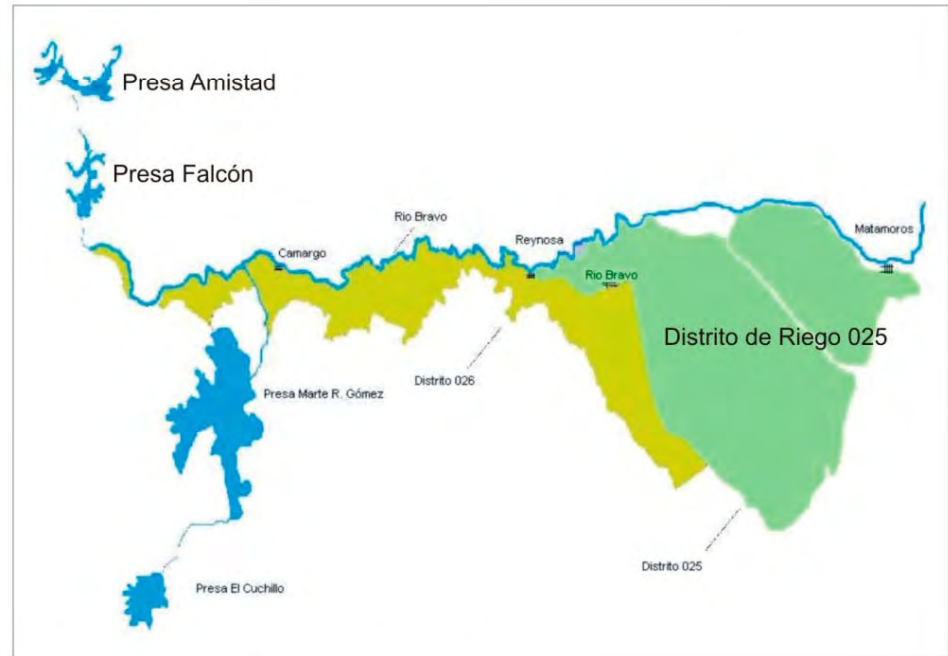 Presa Amistad
Presa Falcón
Rio Bravo
Matamoros
Camargo
Reynosa
Rio Bravo
Distrito de Riego 025
Distrito 026
Presa Marte R. Gómez
Distrito 025
Presa El Cuchillo